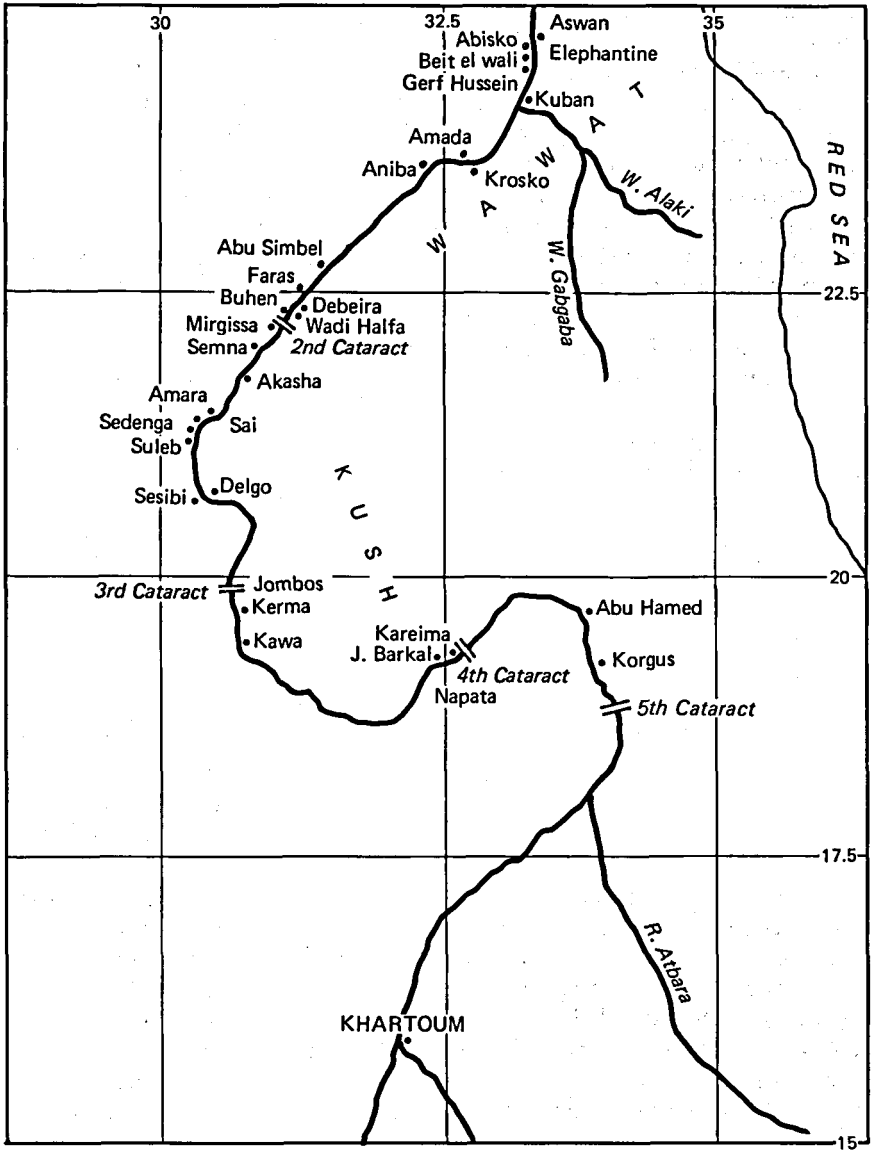 30
32.5
35
Aswan
Abisko
Beit el wali
Elephantine
Gerf Hussein
Kuban
WAWAT
Amada
Aniba
Krosko
W. Alaki
RED SEA
W. Gabgaba
Abu Simbel
Faras
22.5
Buhen
Debeira
Mirgissa
Wadi Halfa
2nd Cataract
Semna
Akasha
Amara
Sedenga
Sai
Suleb
KUSH
Delgo
Sesibi
20
3rd Cataract
Jombos
Kerma
Abu Hamed
Kawa
Kareima
J. Barkal
Korgus
4th Cataract
Napata
5th Cataract
17.5
R. Atbara
KHARTOUM
15